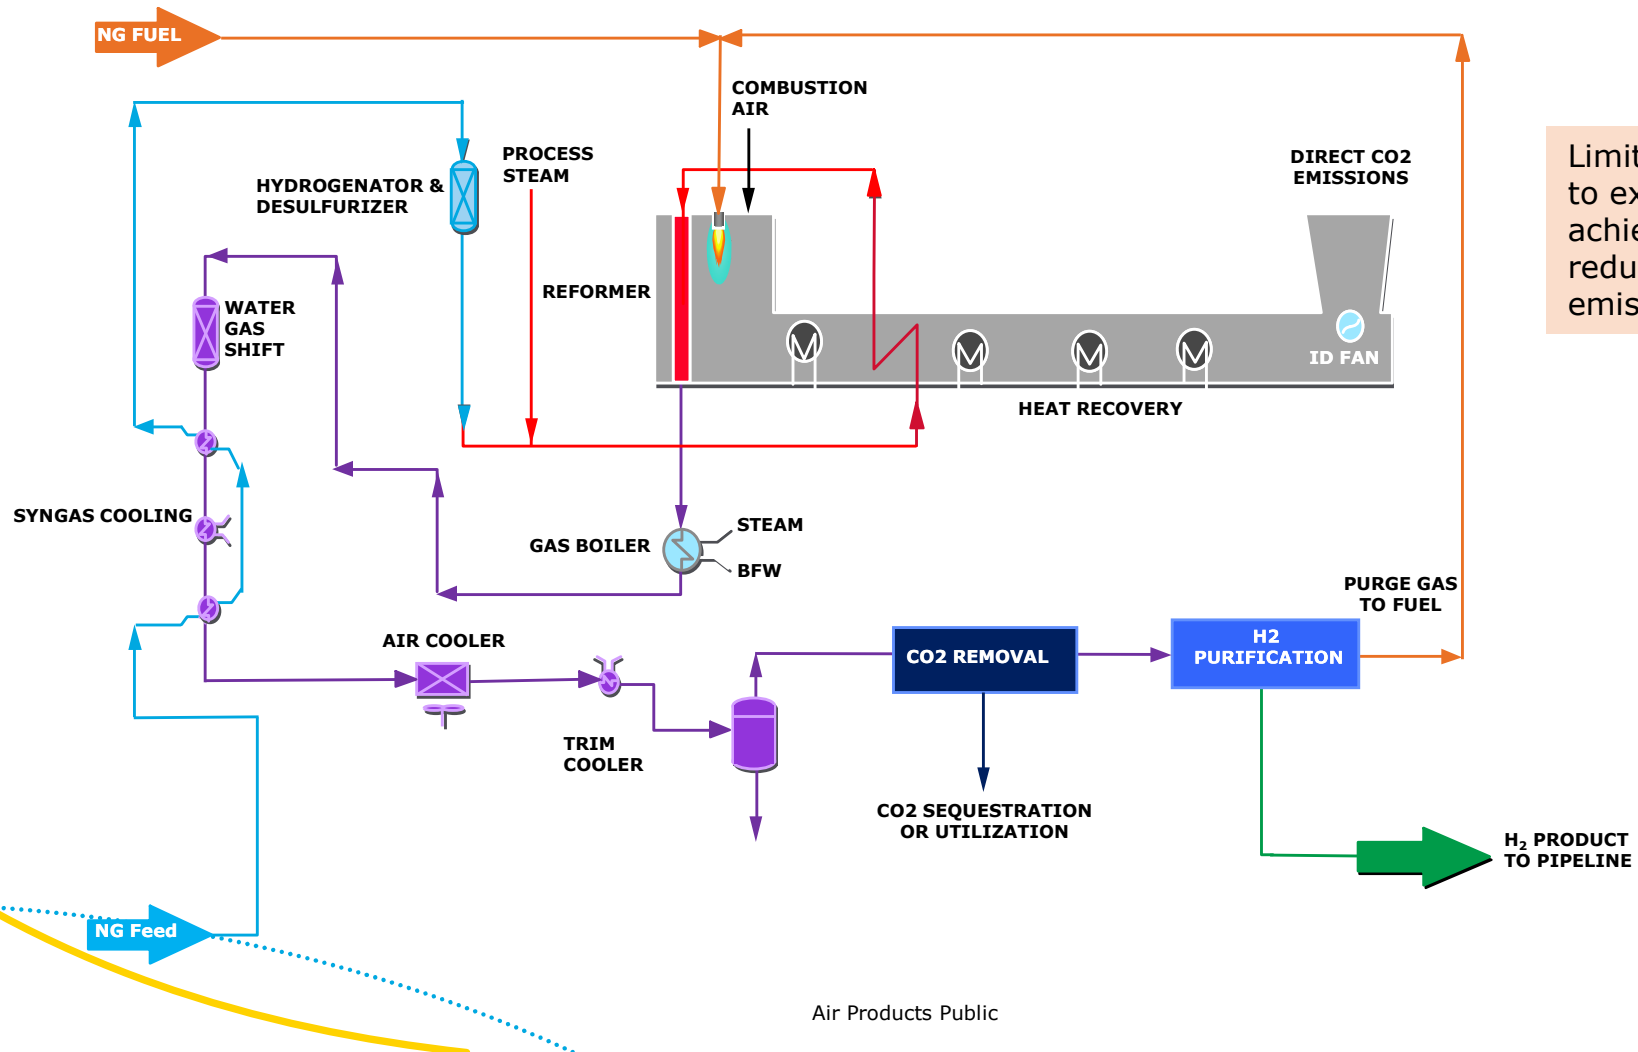 NG FUEL
COMBUSTION
AIR
PROCESS
STEAM
DIRECT CO2
EMISSIONS
HYDROGENATOR &
DESULFURIZER
REFORMER
WATER
GAS
SHIFT
ID FAN
HEAT RECOVERY
SYNGAS COOLING
GAS BOILER
STEAM
BFW
PURGE GAS
TO FUEL
AIR COOLER
CO2 REMOVAL
H2
PURIFICATION
TRIM
COOLER
CO2 SEQUESTRATION
OR UTILIZATION
H₂ PRODUCT
TO PIPELINE
NG Feed
Air Products Public
to